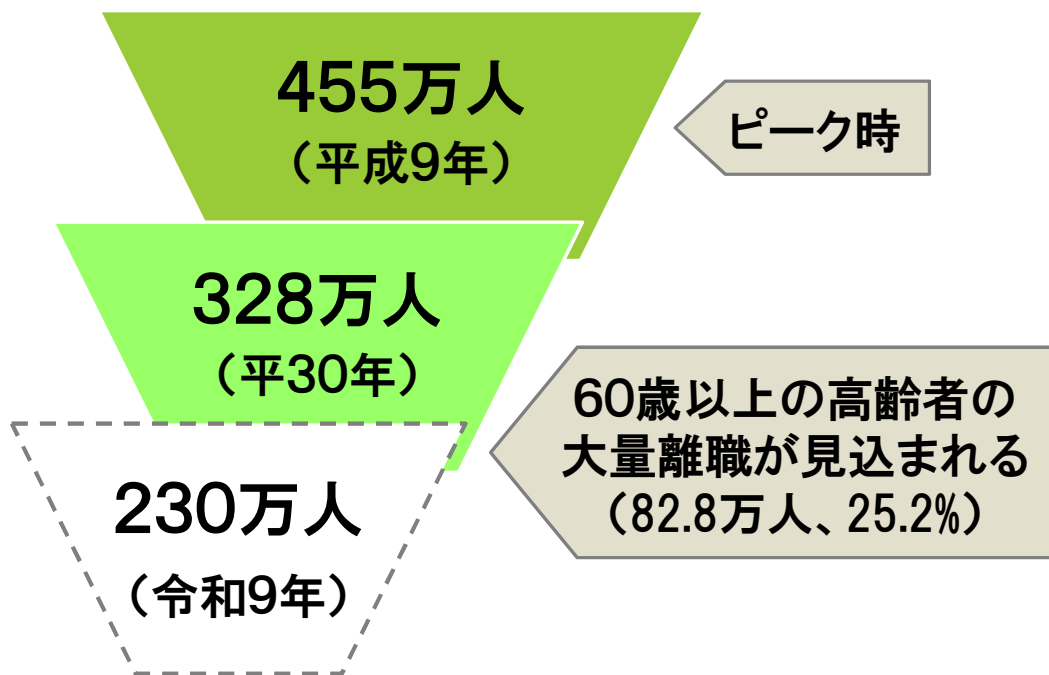 455万人
（平成9年）
ピーク時
328万人
（平30年）
60歳以上の高齢者の
大量離職が見込まれる
（82.8万人、25.2%）
230万人
（令和9年）